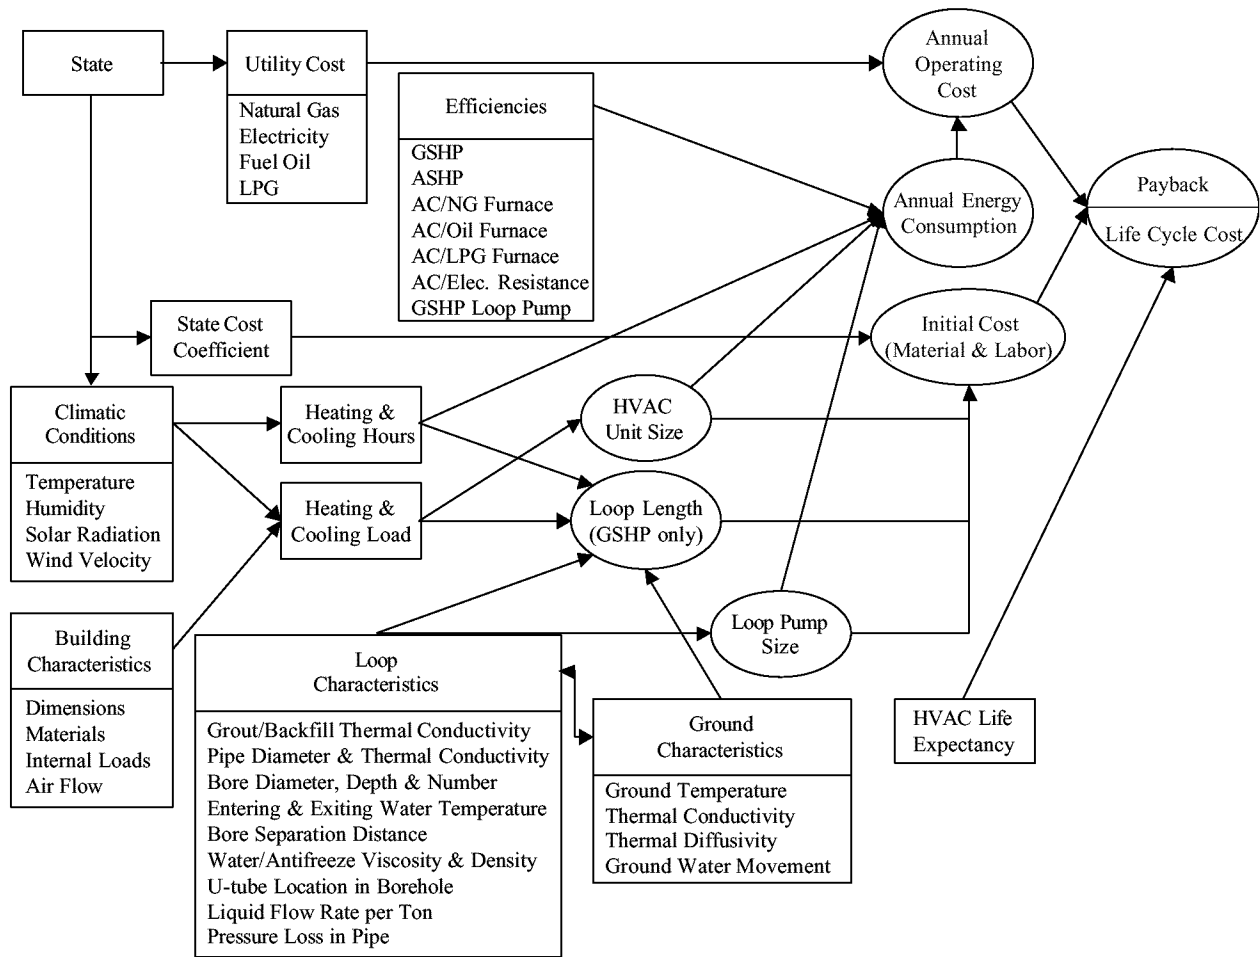 State
Utility Cost
Natural Gas
Electricity
Fuel Oil
LPG
Efficiencies
GSHP
ASHP
AC/NG Furnace
AC/Oil Furnace
AC/LPG Furnace
AC/Elec. Resistance
GSHP Loop Pump
Annual
Operating
Cost
Annual Energy
Consumption
Payback
Life Cycle Cost
State Cost
Coefficient
Initial Cost
(Material & Labor)
Climatic
Conditions
Temperature
Humidity
Solar Radiation
Wind Velocity
Heating &
Cooling Hours
Heating &
Cooling Load
HVAC
Unit Size
Loop Length
(GSHP only)
Loop Pump
Size
Building
Characteristics
Dimensions
Materials
Internal Loads
Air Flow
Loop
Characteristics
Grout/Backfill Thermal Conductivity
Pipe Diameter & Thermal Conductivity
Bore Diameter, Depth & Number
Entering & Exiting Water Temperature
Bore Separation Distance
Water/Antifreeze Viscosity & Density
U-tube Location in Borehole
Liquid Flow Rate per Ton
Pressure Loss in Pipe
Ground
Characteristics
Ground Temperature
Thermal Conductivity
Thermal Diffusivity
Ground Water Movement
HVAC Life
Expectancy